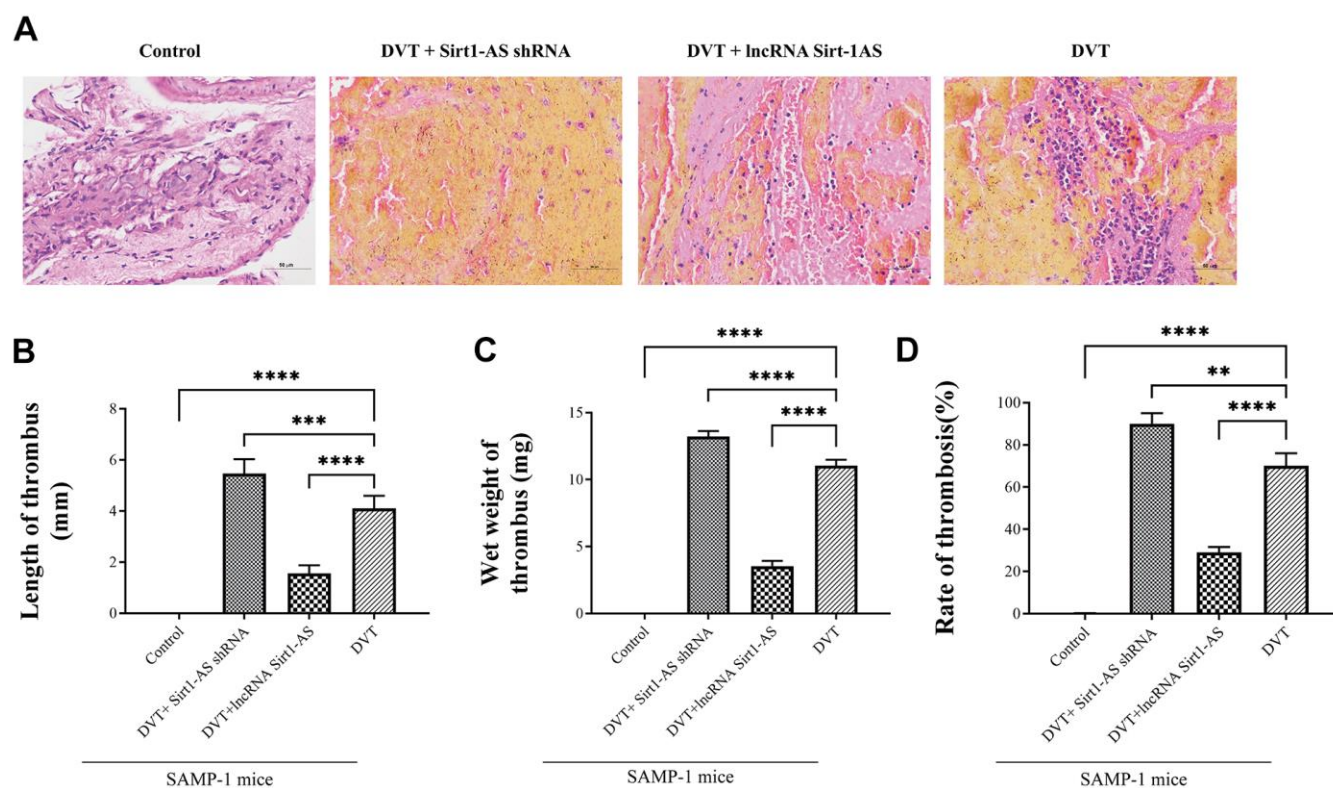 A
Control
DVT + Sirt1-AS shRNA
DVT + lncRNA Sirt-1AS
DVT
50 μm
50 μm
B
Length of thrombus
(mm)
8
6
4
2
0
****
***
****
Control
DVT+ Sirt1-AS shRNA
DVT+lncRNA Sirt1-AS
DVT
SAMP-1 mice
C
Wet weight of
thrombus (mg)
15
10
5
0
****
****
****
Control
DVT+ Sirt1-AS shRNA
DVT+lncRNA Sirt1-AS
DVT
SAMP-1 mice
D
Rate of thrombosis(%)
100
80
60
40
20
0
****
**
****
Control
DVT+ Sirt1-AS shRNA
DVT+lncRNA Sirt1-AS
DVT
SAMP-1 mice